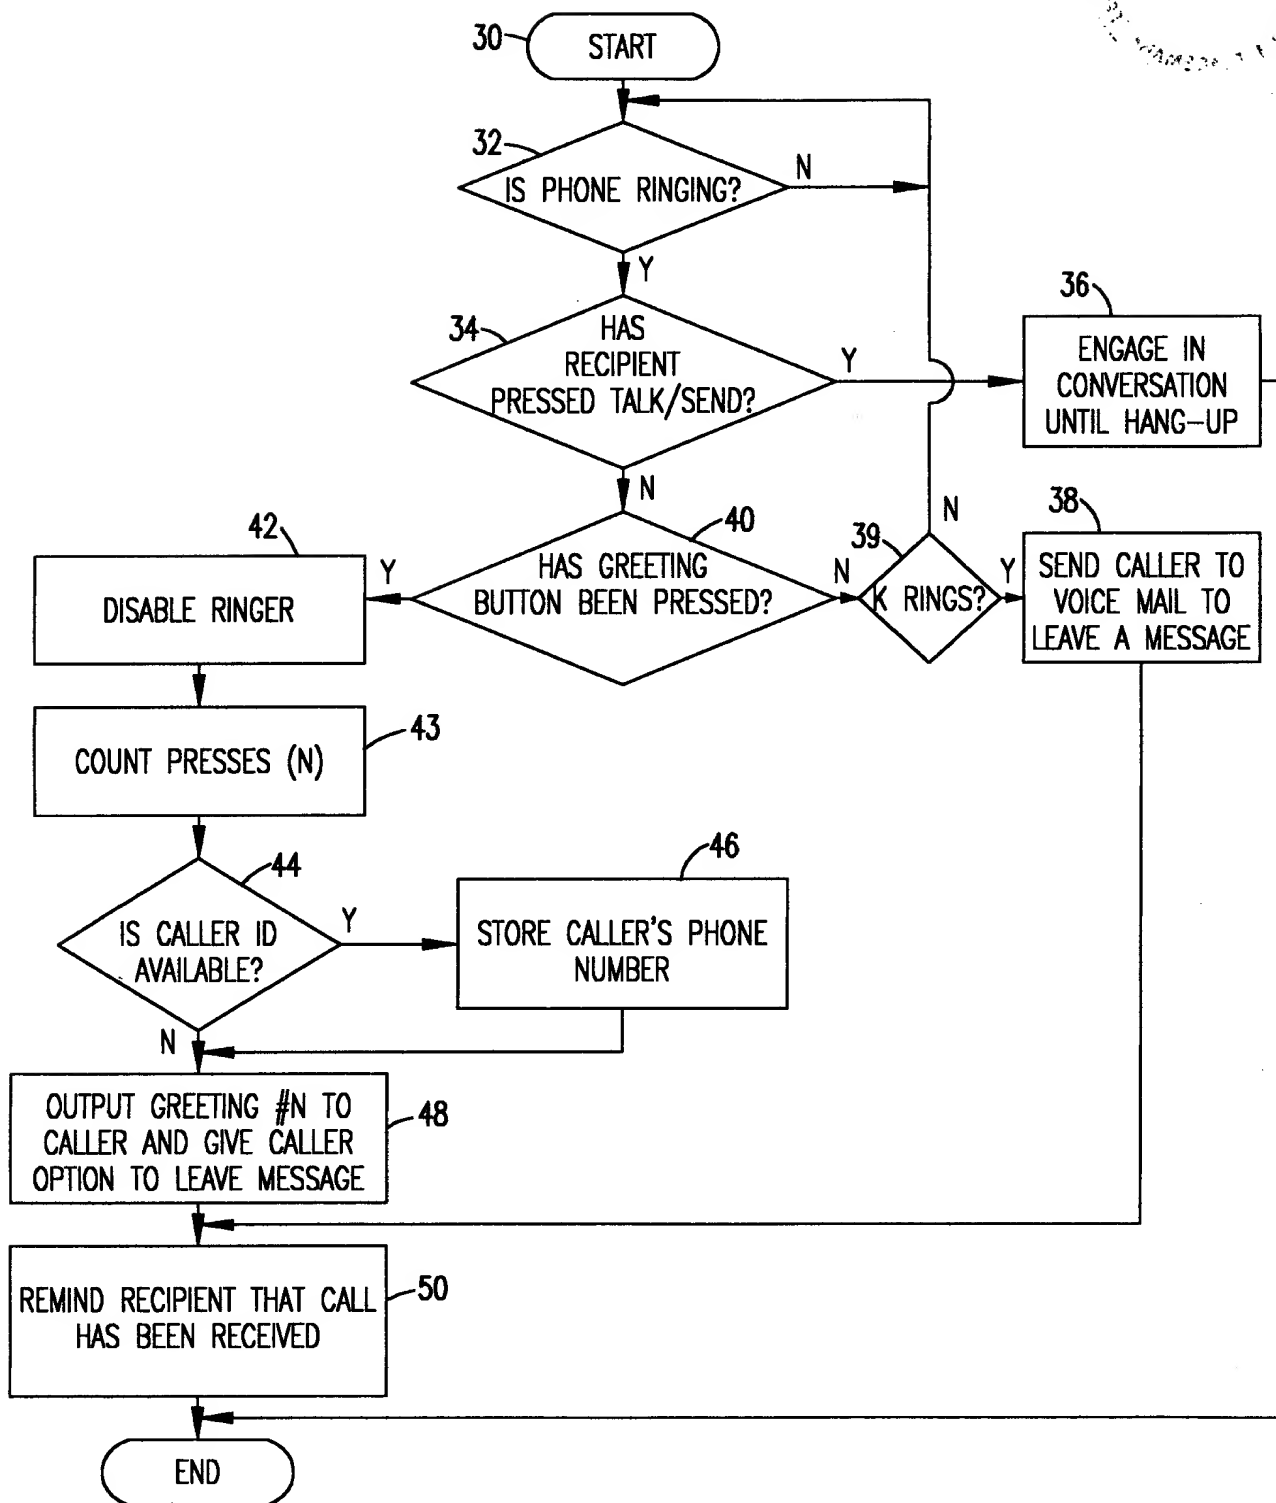 30
START
32
IS PHONE RINGING?
N
Y
34
HAS
RECIPIENT
PRESSED TALK/SEND?
Y
36
ENGAGE IN
CONVERSATION
UNTIL HANG-UP
N
40
HAS GREETING
BUTTON BEEN PRESSED?
Y
N
39
K RINGS?
N
Y
38
SEND CALLER TO
VOICE MAIL TO
LEAVE A MESSAGE
42
DISABLE RINGER
43
COUNT PRESSES (N)
44
IS CALLER ID
AVAILABLE?
Y
N
46
STORE CALLER'S PHONE
NUMBER
OUTPUT GREETING #N TO
CALLER AND GIVE CALLER
OPTION TO LEAVE MESSAGE
48
REMIND RECIPIENT THAT CALL
HAS BEEN RECEIVED
50
END